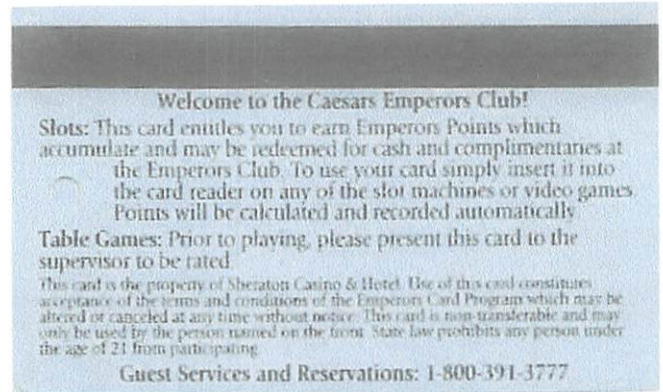 Welcome to the Caesars Emperors Club!
Slots: This card entitles you to earn Emperors Points which
accumulate and may be redeemed for cash and complimentaries at
the Emperors Club. To use your card simply insert it into
the card reader on any of the slot machines or video games.
Points will be calculated and recorded automatically.
Table Games: Prior to playing, please present this card to the
supervisor to be rated.
This card is the property of Sheraton Casino & Hotel. Use of this card constitutes
acceptance of the terms and conditions of the Emperors Card Program which may be
altered or canceled at any time without notice. This card is non-transferable and may
only be used by the person named on the front. State law prohibits any person under
the age of 21 from participating.
Guest Services and Reservations: 1-800-391-3777